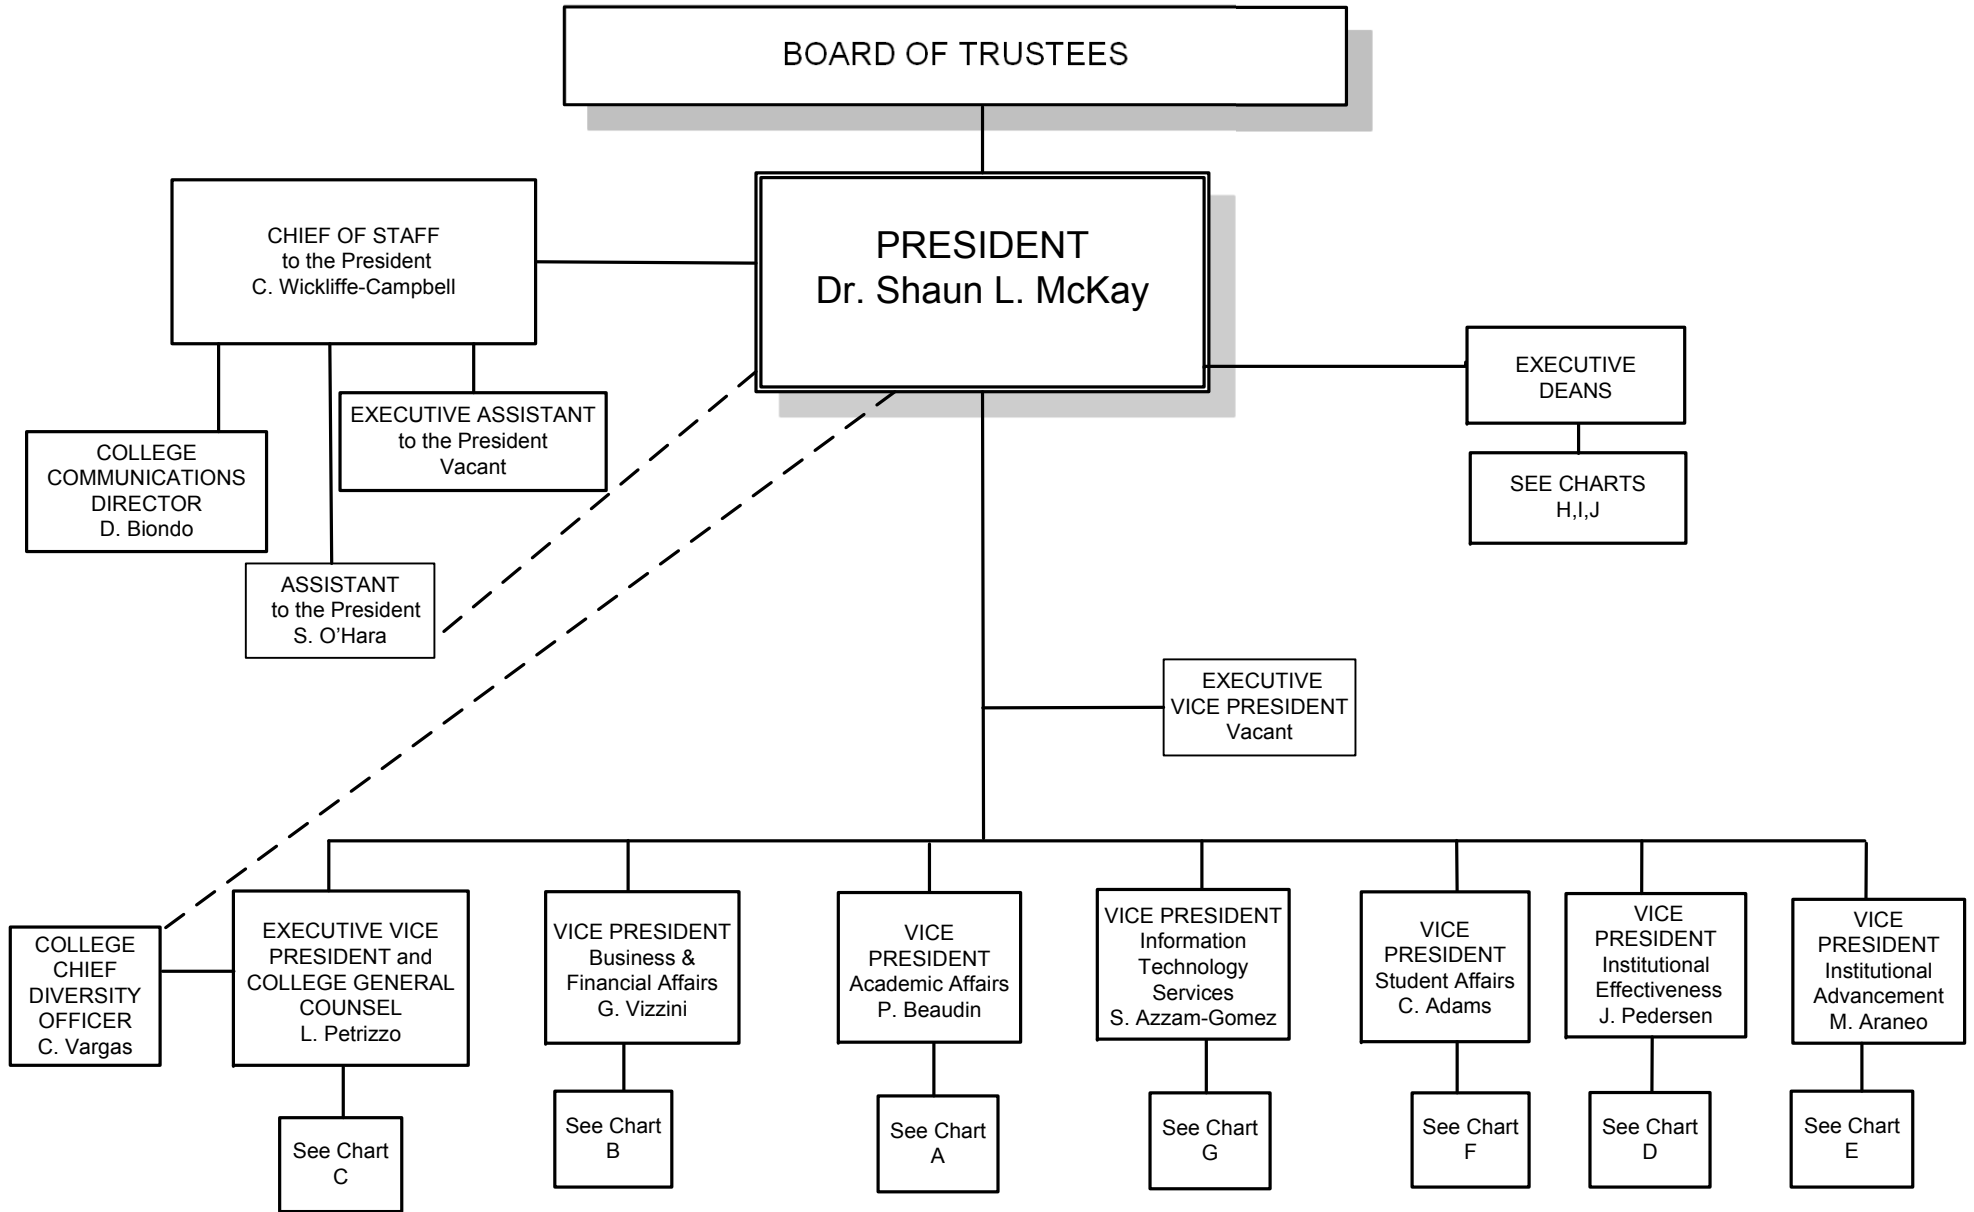 BOARD OF TRUSTEES
PRESIDENT
Dr. Shaun L. McKay
CHIEF OF STAFF
to the President
C. Wickliffe-Campbell
EXECUTIVE
DEANS
SEE CHARTS
H,I,J
EXECUTIVE ASSISTANT
to the President
Vacant
COLLEGE
COMMUNICATIONS
DIRECTOR
D. Biondo
ASSISTANT
to the President
S. O’Hara
EXECUTIVE
VICE PRESIDENT
Vacant
COLLEGE
CHIEF
DIVERSITY
OFFICER
C. Vargas
EXECUTIVE VICE
PRESIDENT and
COLLEGE GENERAL
COUNSEL
L. Petrizzo
VICE PRESIDENT
Business &
Financial Affairs
G. Vizzini
VICE
PRESIDENT
Academic Affairs
P. Beaudin
VICE PRESIDENT
Information
Technology
Services
S. Azzam-Gomez
VICE
PRESIDENT
Student Affairs
C. Adams
VICE
PRESIDENT
Institutional
Effectiveness
J. Pedersen
VICE
PRESIDENT
Institutional
Advancement
M. Araneo
See Chart
C
See Chart
B
See Chart
A
See Chart
G
See Chart
F
See Chart
D
See Chart
E